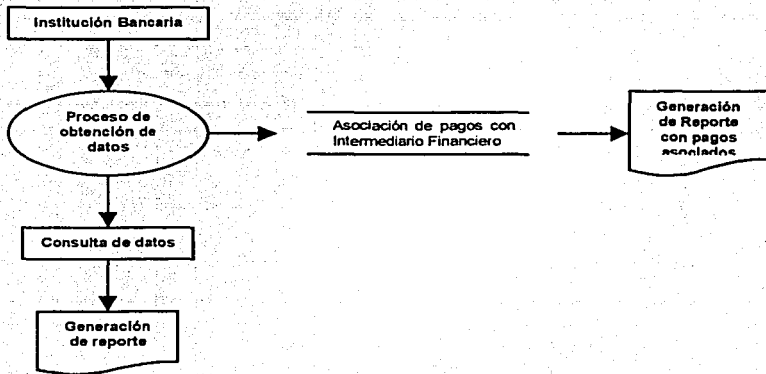 Institución Bancaria
Proceso de
obtención de
datos
Asociación de pagos con
Intermediario Financiero
Generación
de Reporte
con pagos
asociados
Consulta de datos
Generación
de reporte